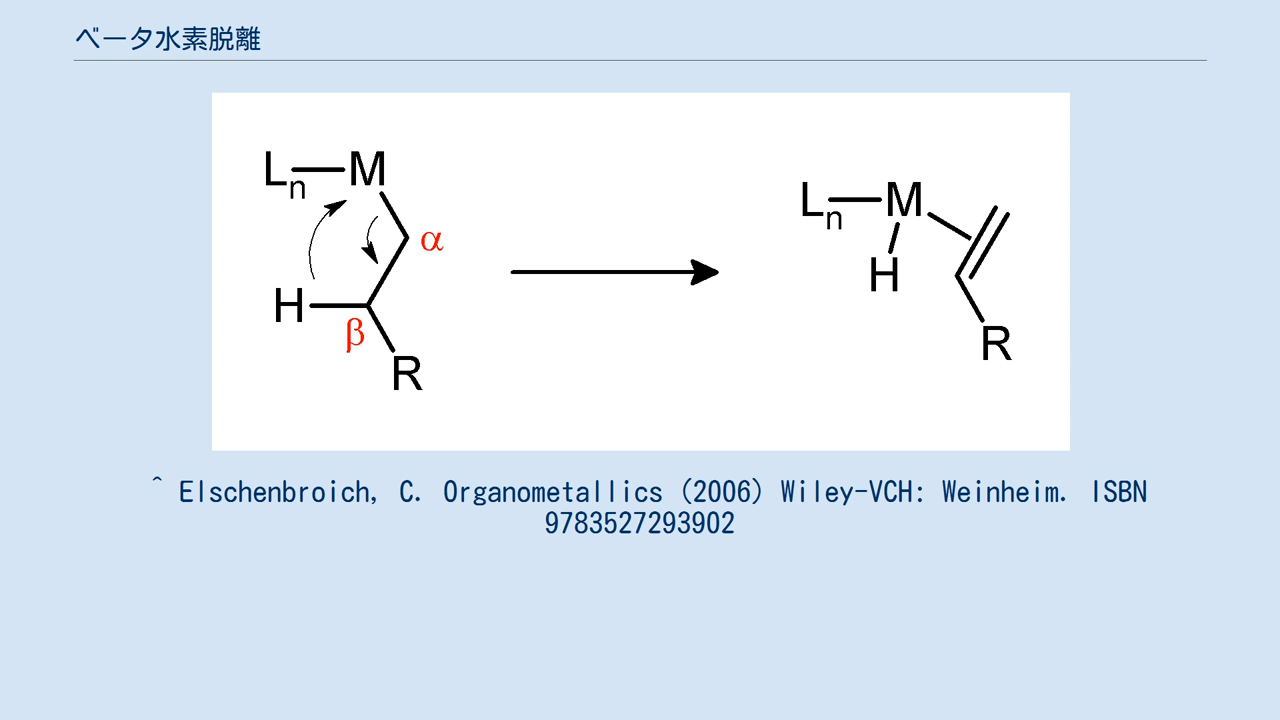 ベータ水素脱離
Ln M
α
H
β
R
Ln M
H
R
^ Elschenbroich, C. Organometallics (2006) Wiley-VCH: Weinheim. ISBN
9783527293902